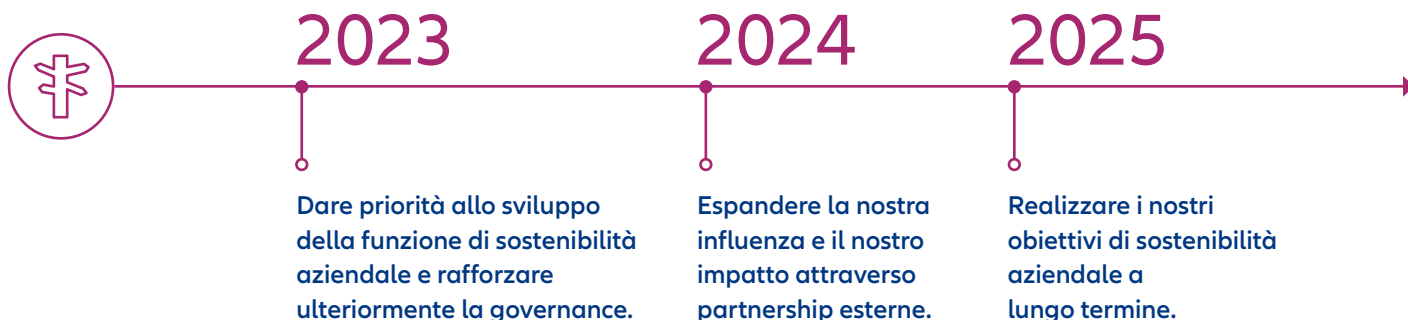 2023
Dare priorità allo sviluppo
della funzione di sostenibilità
aziendale e rafforzare
ulteriormente la governance.
2024
Espandere la nostra
influenza e il nostro
impatto attraverso
partnership esterne.
2025
Realizzare i nostri
obiettivi di sostenibilità
aziendale a
lungo termine.